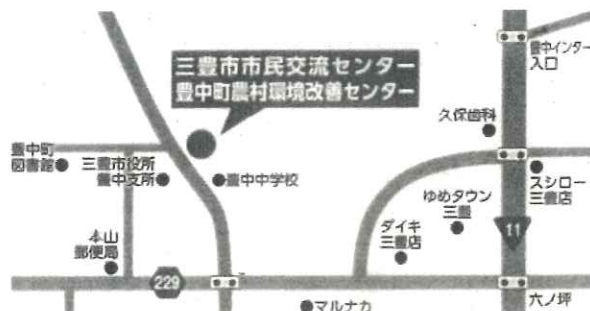 三豊市市民交流センター
豊中町農村環境改善センター
豊中インター
入口
久保歯科
豊中町
図書館
三豊市役所
豊中支所
豊中中学校
スシロー
三豊店
ゆめタウン
三豊
ダイキ
三豊店
11
本山
郵便局
229
マルナカ
六ノ坪